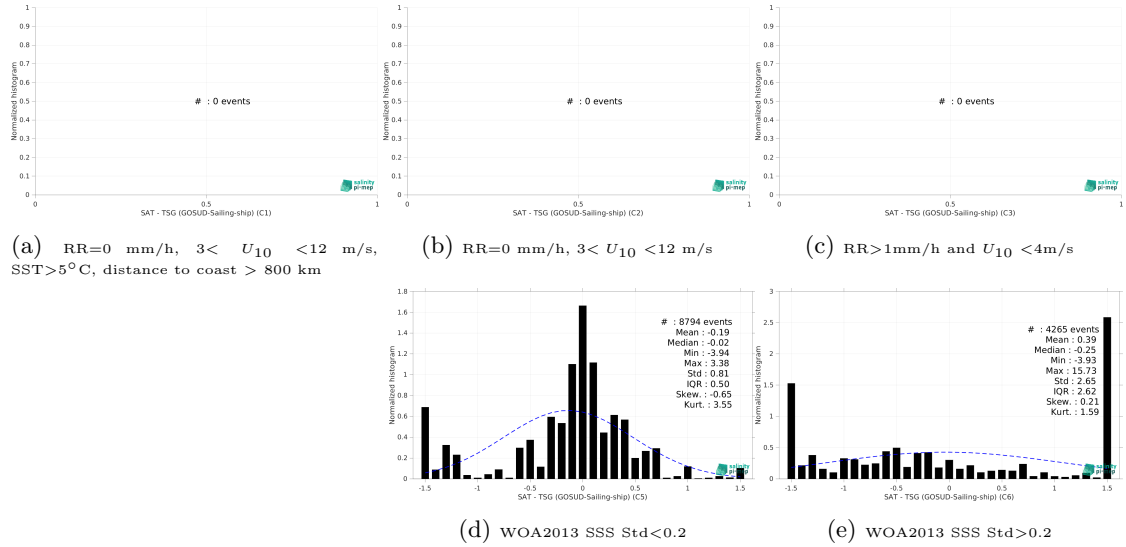 1
0.9
0.8
0.7
0.6
0.5
0.4
0.3
0.2
0.1
0
Normalized histogram
# : 0 events
salinity
pi-mep
0 0.5 1
SAT - TSG (GOSUD-Sailing-ship) (C1)
(a) RR=0 mm/h, 3< U10 <12 m/s,
SST>5°C, distance to coast > 800 km
1
0.9
0.8
0.7
0.6
0.5
0.4
0.3
0.2
0.1
0
Normalized histogram
# : 0 events
salinity
pi-mep
0 0.5 1
SAT - TSG (GOSUD-Sailing-ship) (C2)
(b) RR=0 mm/h, 3< U10 <12 m/s
1
0.9
0.8
0.7
0.6
0.5
0.4
0.3
0.2
0.1
0
Normalized histogram
# : 0 events
salinity
pi-mep
0 0.5 1
SAT - TSG (GOSUD-Sailing-ship) (C3)
(c) RR>1mm/h and U10 <4m/s
1.8
1.6
1.4
1.2
1
0.8
0.6
0.4
0.2
0
Normalized histogram
# : 8794 events
Mean : -0.19
Median : -0.02
Min : -3.94
Max : 3.38
Std : 0.81
IQR : 0.50
Skew. : -0.65
Kurt. : 3.55
salinity
pi-mep
-1.5 -1 -0.5 0 0.5 1 1.5
SAT - TSG (GOSUD-Sailing-ship) (C5)
(d) WOA2013 SSS Std<0.2
3
2.5
2
1.5
1
0.5
0
Normalized histogram
# : 4265 events
Mean : 0.39
Median : -0.25
Min : -3.93
Max : 15.73
Std : 2.65
IQR : 2.62
Skew. : 0.21
Kurt. : 1.59
salinity
pi-mep
-1.5 -1 -0.5 0 0.5 1 1.5
SAT - TSG (GOSUD-Sailing-ship) (C6)
(e) WOA2013 SSS Std>0.2